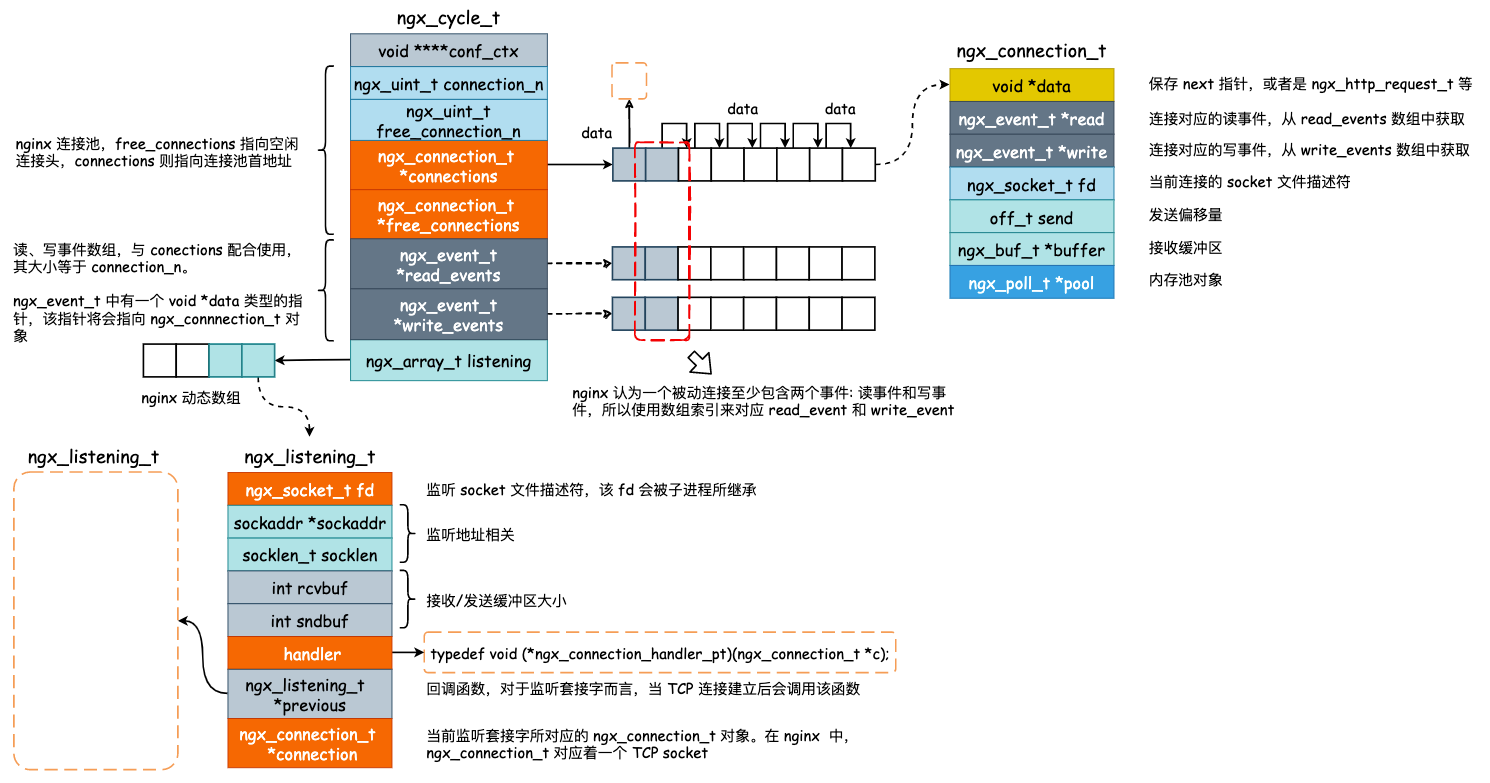 ngx_cycle_t
void ****conf_ctx
ngx_uint_t connection_n
ngx_uint_t
free_connection_n
ngx_connection_t
*connections
ngx_connection_t
*free_connections
ngx_event_t
*read_events
ngx_event_t
*write_events
ngx_array_t listening
nginx 连接池，free_connections 指向空闲
连接头，connections 则指向连接池首地址
读、写事件数组，与 conections 配合使用，
其大小等于 connection_n。
ngx_event_t 中有一个 void *data 类型的指
针，该指针将会指向 ngx_connnection_t 对
象
nginx 动态数组
data
data
data
nginx 认为一个被动连接至少包含两个事件: 读事件和写事
件，所以使用数组索引来对应 read_event 和 write_event
ngx_connection_t
void *data
保存 next 指针，或者是 ngx_http_request_t 等
ngx_event_t *read
连接对应的读事件，从 read_events 数组中获取
ngx_event_t *write
连接对应的写事件，从 write_events 数组中获取
ngx_socket_t fd
当前连接的 socket 文件描述符
off_t send
发送偏移量
ngx_buf_t *buffer
接收缓冲区
ngx_poll_t *pool
内存池对象
ngx_listening_t
ngx_listening_t
ngx_socket_t fd
监听 socket 文件描述符，该 fd 会被子进程所继承
sockaddr *sockaddr
socklen_t socklen
监听地址相关
int rcvbuf
int sndbuf
接收/发送缓冲区大小
handler
typedef void (*ngx_connection_handler_pt)(ngx_connection_t *c);
ngx_listening_t
*previous
回调函数，对于监听套接字而言，当 TCP 连接建立后会调用该函数
ngx_connection_t
*connection
当前监听套接字所对应的 ngx_connection_t 对象。在 nginx 中，
ngx_connection_t 对应着一个 TCP socket